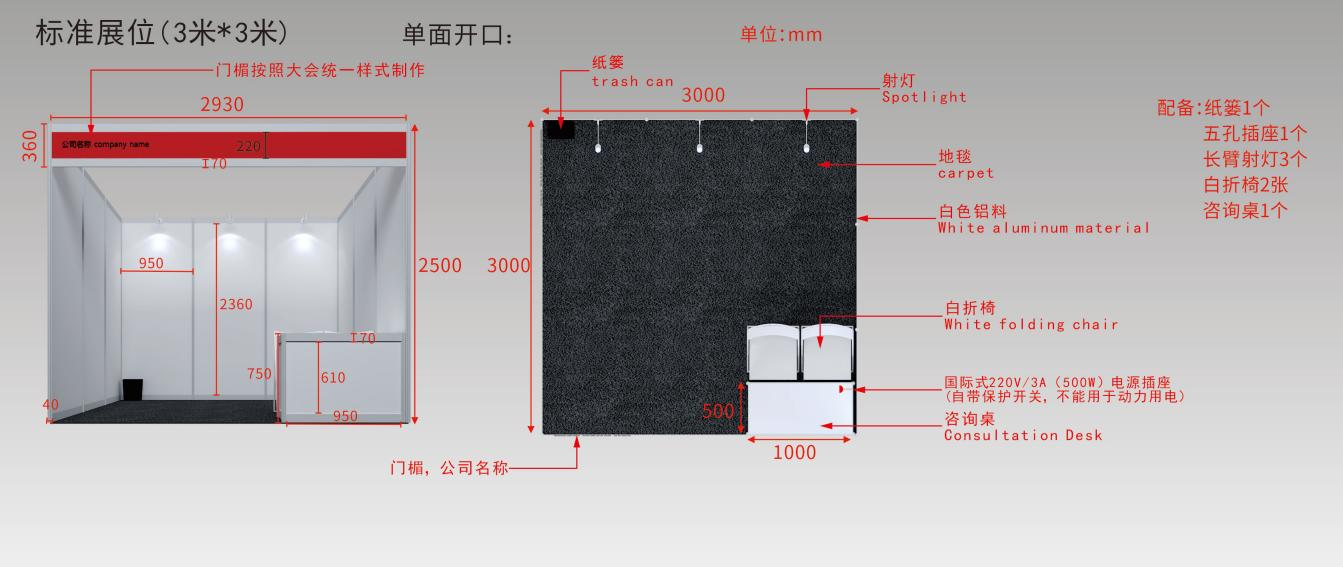 标准展位(3米*3米)
单面开口:
单位:mm
门楣按照大会统一样式制作
2930
360
公司名称 company name
220
70
950
2360
2500
70
750
610
950
40
纸篓
trash can
3000
射灯
Spotlight
地毯
carpet
白色铝料
White aluminum material
3000
白折椅
White folding chair
国际式220V/3A（500W）电源插座
(自带保护开关，不能用于动力用电)
500
咨询桌
Consultation Desk
1000
门楣，公司名称
配备:纸篓1个
五孔插座1个
长臂射灯3个
白折椅2张
咨询桌1个